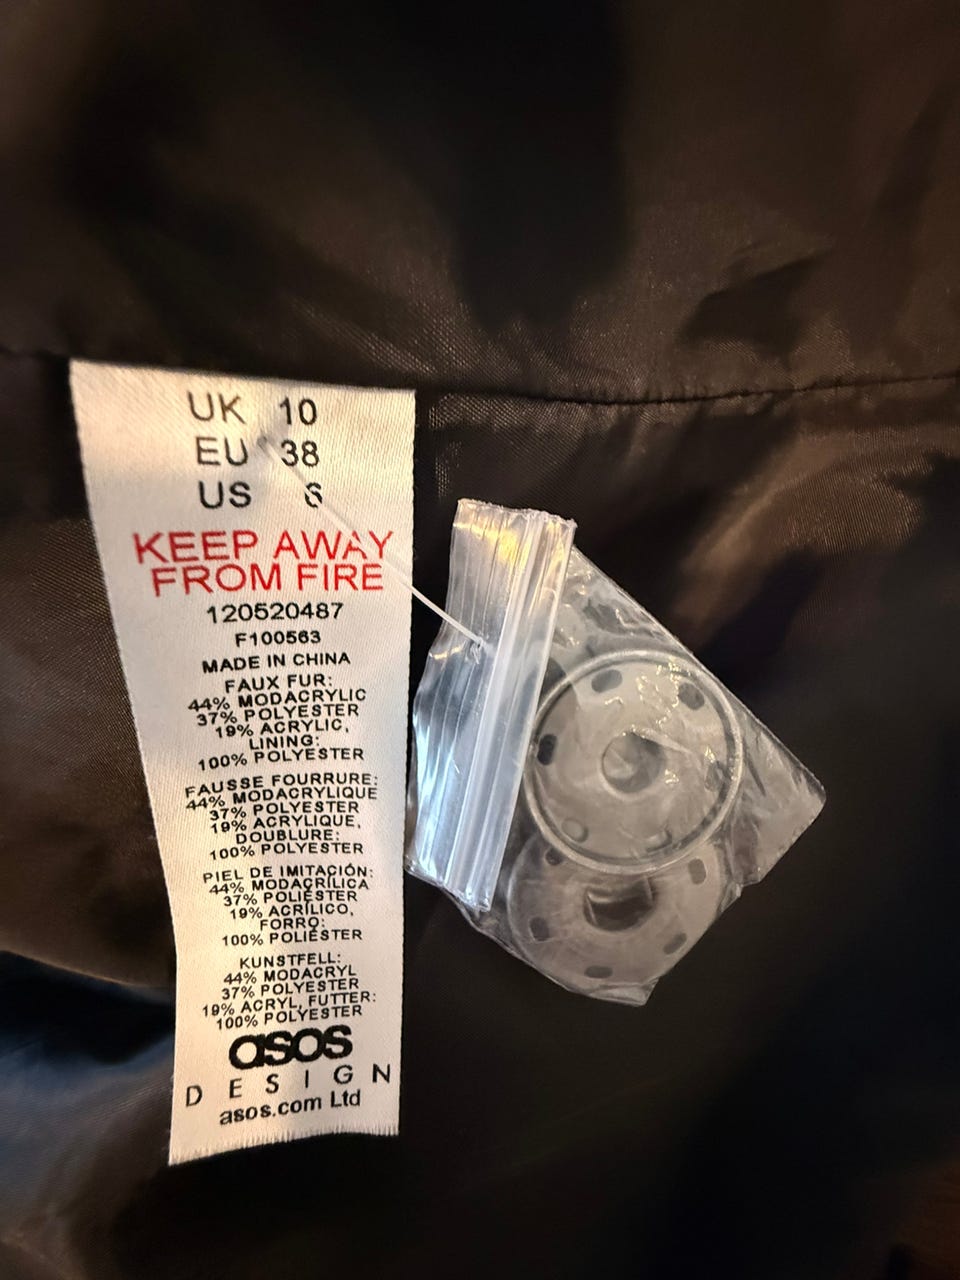 UK 10
EU 38
US 6
KEEP AWAY
FROM FIRE
120520487
F100563
MADE IN CHINA
FAUX FUR:
44% MODACRYLIC
37% POLYESTER
19% ACRYLIC,
LINING:
100% POLYESTER
FAUSSE FOURRURE:
44% MODACRYLIQUE
37% POLYESTER
19% ACRYLIQUE,
DOUBLURE:
100% POLYESTER
PIEL DE IMITACIÓN:
44% MODACRÍLICA
37% POLIÉSTER
19% ACRÍLICO,
FORRO:
100% POLIÉSTER
KUNSTFELL:
44% MODACRYL
37% POLYESTER
19% ACRYL, FUTTER:
100% POLYESTER
asos
DESIGN
asos.com Ltd